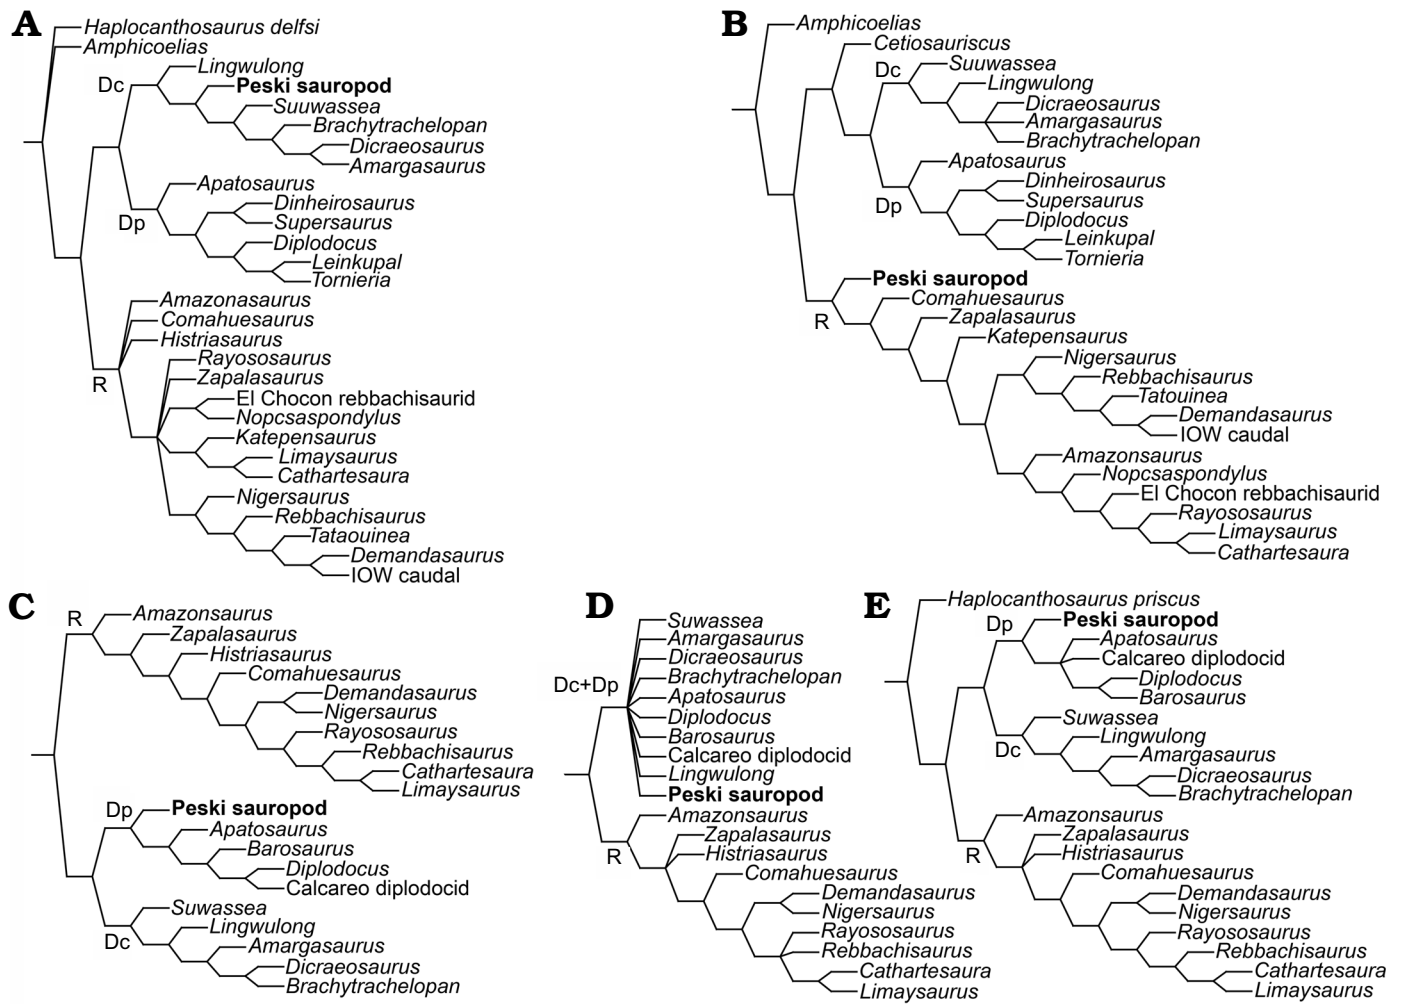 A
Haplocanthosaurus delfsi
Amphicoelias
Lingwulong
Dc
Peski sauropod
Suuwassea
Brachytrachelopan
Dicraeosaurus
Amargasaurus
Apatosaurus
Dinheirosaurus
Dp
Supersaurus
Diplodocus
Leinkupal
Tornieria
Amazonasaurus
Comahuesaurus
Histriasaurus
Rayososaurus
R
Zapalasaurus
El Chocon rebbachisaurid
Nopcsaspondylus
Katepensaurus
Limaysaurus
Cathartesaura
Nigersaurus
Rebbachisaurus
Tataouinea
Demandasaurus
IOW caudal
B
Amphicoelias
Cetiosauriscus
Suuwassea
Dc
Lingwulong
Dicraeosaurus
Amargasaurus
Brachytrachelopan
Apatosaurus
Dinheirosaurus
Dp
Supersaurus
Diplodocus
Leinkupal
Tornieria
Peski sauropod
Comahuesaurus
R
Zapalasaurus
Katepensaurus
Nigersaurus
Rebbachisaurus
Tatouinea
Demandasaurus
IOW caudal
Amazonsaurus
Nopcsaspondylus
El Chocon rebbachisaurid
Rayososaurus
Limaysaurus
Cathartesaura
C
R
Amazonsaurus
Zapalasaurus
Histriasaurus
Comahuesaurus
Demandasaurus
Nigersaurus
Rayososaurus
Rebbachisaurus
Cathartesaura
Limaysaurus
Dp
Peski sauropod
Apatosaurus
Barosaurus
Diplodocus
Calcareo diplodocid
Suwassea
Lingwulong
Dc
Amargasaurus
Dicraeosaurus
Brachytrachelopan
D
Suwassea
Amargasaurus
Dicraeosaurus
Brachytrachelopan
Dc+Dp
Apatosaurus
Diplodocus
Barosaurus
Calcareo diplodocid
Lingwulong
Peski sauropod
Amazonsaurus
Zapalasaurus
R
Histriasaurus
Comahuesaurus
Demandasaurus
Nigersaurus
Rayososaurus
Rebbachisaurus
Cathartesaura
Limaysaurus
E
Haplocanthosaurus priscus
Dp
Peski sauropod
Apatosaurus
Calcareo diplodocid
Diplodocus
Barosaurus
Suwassea
Lingwulong
Dc
Amargasaurus
Dicraeosaurus
Brachytrachelopan
Amazonsaurus
Zapalasaurus
R
Histriasaurus
Comahuesaurus
Demandasaurus
Nigersaurus
Rayososaurus
Rebbachisaurus
Cathartesaura
Limaysaurus